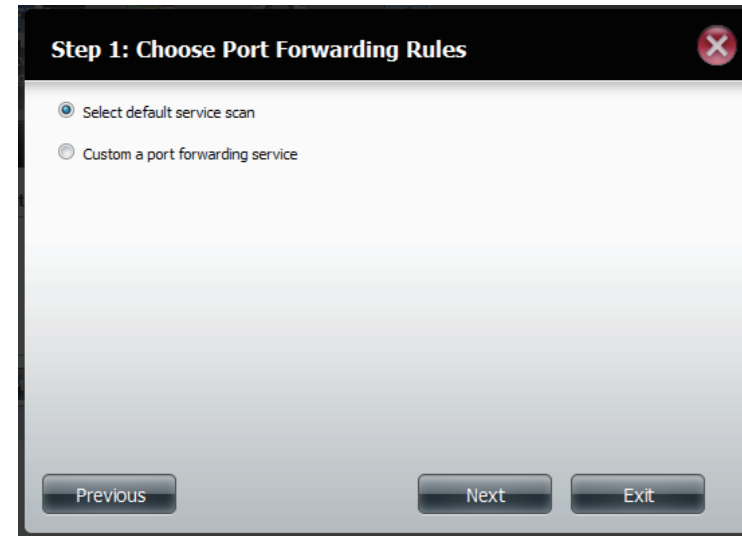 Step 1: Choose Port Forwarding Rules
Select default service scan
Custom a port forwarding service
Previous
Next
Exit